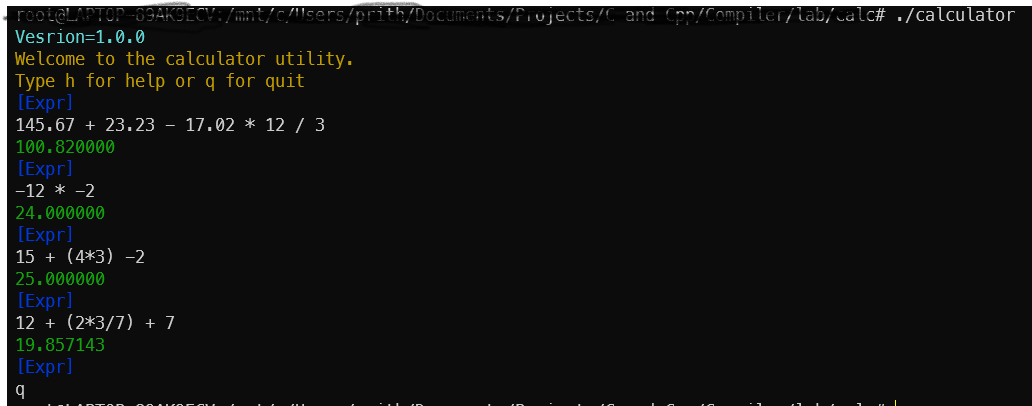 root@LAPTOP-89AK9ECV:/mnt/c/Users/prith/Documents/Projects/C and Cpp/Compiler/lab/calc# ./calculator
Vesrion=1.0.0
Welcome to the calculator utility.
Type h for help or q for quit
[Expr]
145.67 + 23.23 - 17.02 * 12 / 3
100.820000
[Expr]
-12 * -2
24.000000
[Expr]
15 + (4*3) -2
25.000000
[Expr]
12 + (2*3/7) + 7
19.857143
[Expr]
q